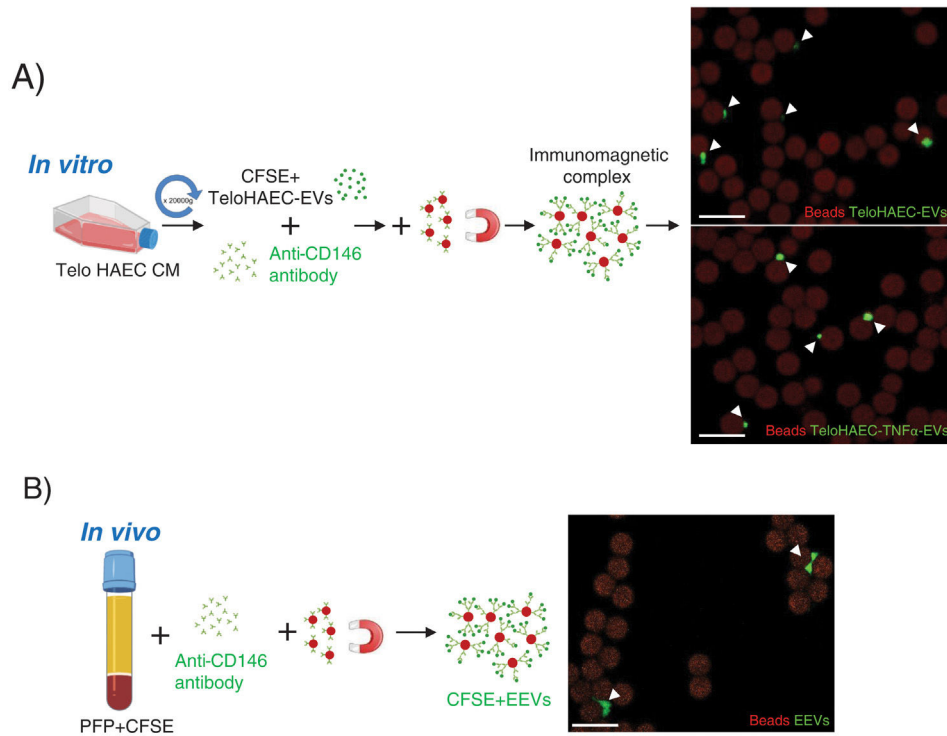 A)
In vitro
x 20000g
CFSE+
TeloHAEC-EVs
+
+
Anti-CD146
antibody
Telo HAEC CM
Immunomagnetic
complex
Beads TeloHAEC-EVs
Beads TeloHAEC-TNFα-EVs
B)
In vivo
+
+
Anti-CD146
antibody
PFP+CFSE
CFSE+EEVs
Beads EEVs